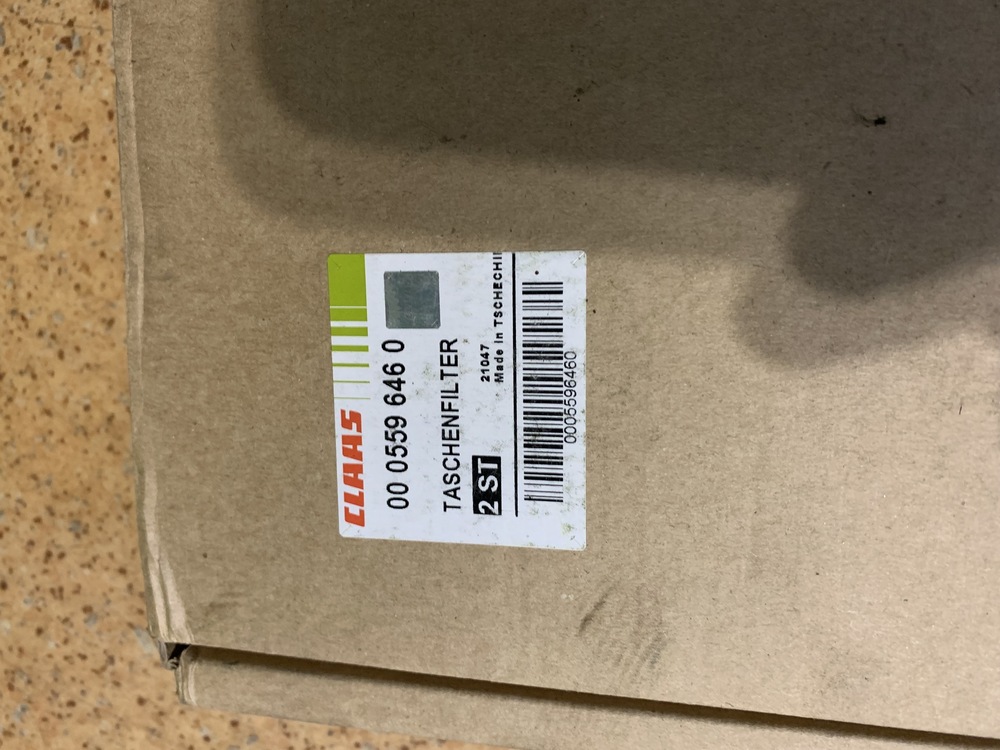 CLAAS
00 0559 646 0
TASCHENFILTER
21047
2 ST
Made in TSCHECHI
0005596460